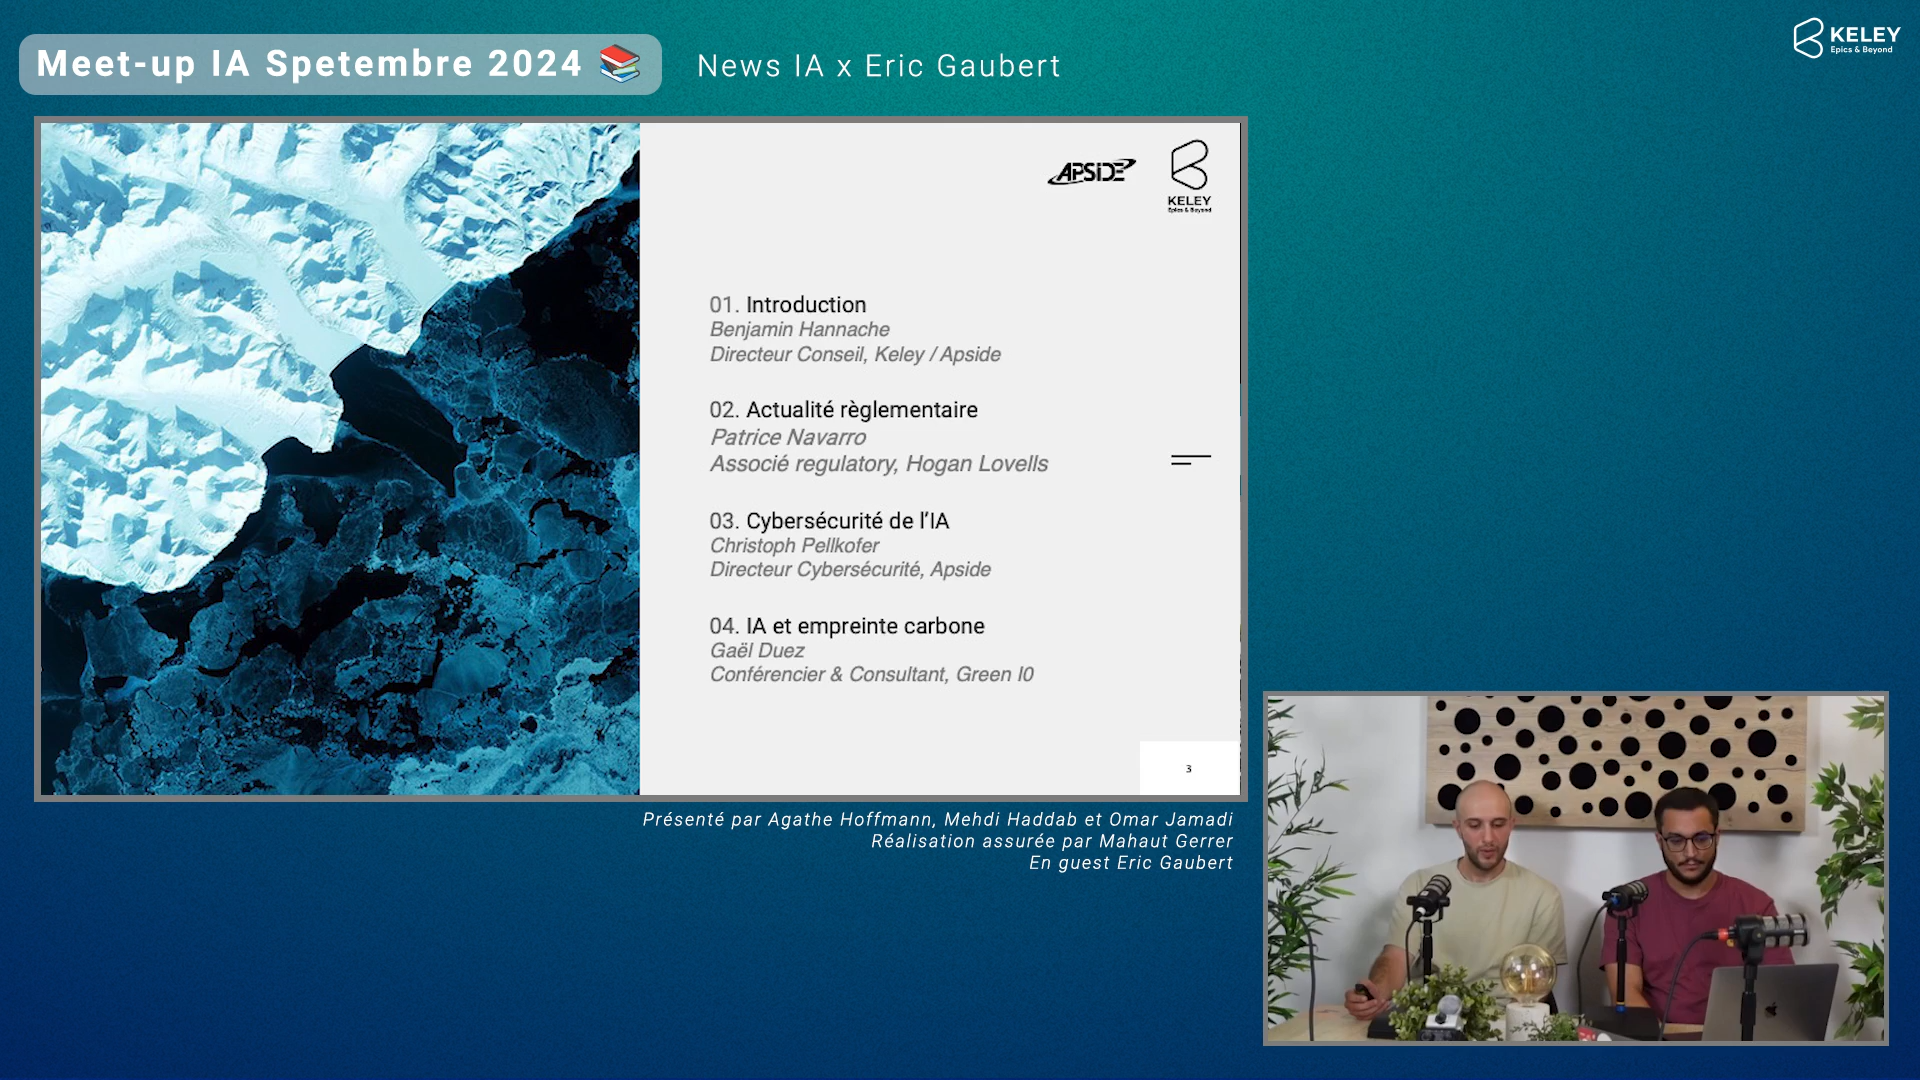 Meet-up IA Spetembre 2024
News IA x Eric Gaubert
KELEY
Epics & Beyond
APSIDE
KELEY
Epics & Beyond
01. Introduction
Benjamin Hannache
Directeur Conseil, Keley / Apside
02. Actualité règlementaire
Patrice Navarro
Associé regulatory, Hogan Lovells
03. Cybersécurité de l’IA
Christoph Pellkofer
Directeur Cybersécurité, Apside
04. IA et empreinte carbone
Gaël Duez
Conférencier & Consultant, Green I0
3
Présenté par Agathe Hoffmann, Mehdi Haddab et Omar Jamadi
Réalisation assurée par Mahaut Gerrer
En guest Eric Gaubert